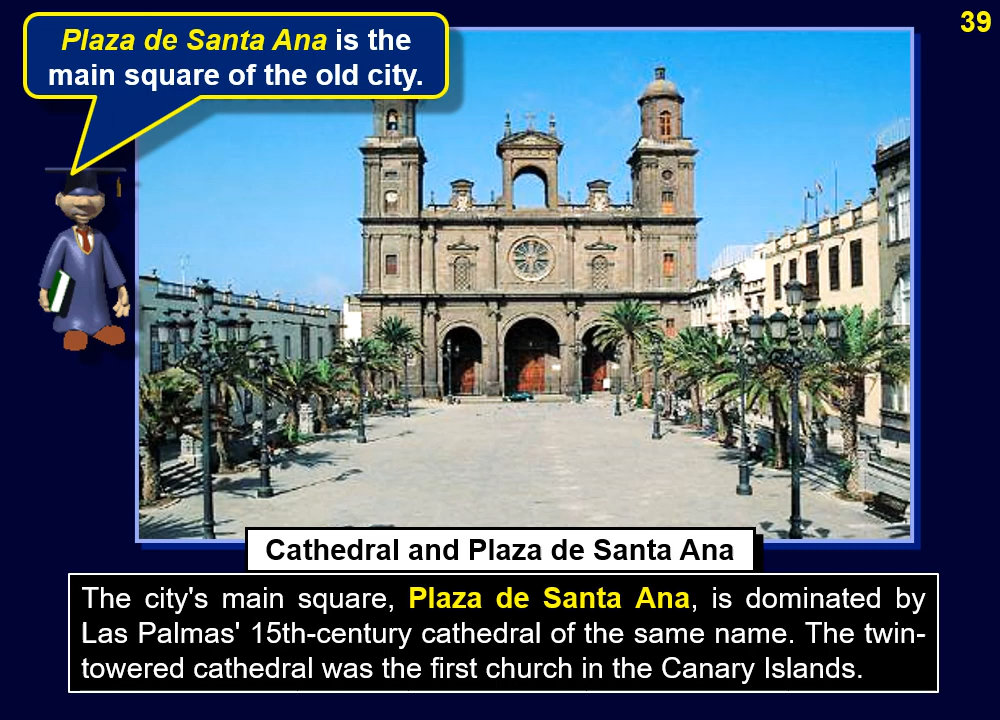 39
Plaza de Santa Ana is the
main square of the old city.
Cathedral and Plaza de Santa Ana
The city's main square, Plaza de Santa Ana, is dominated by
Las Palmas' 15th-century cathedral of the same name. The twin-
towered cathedral was the first church in the Canary Islands.